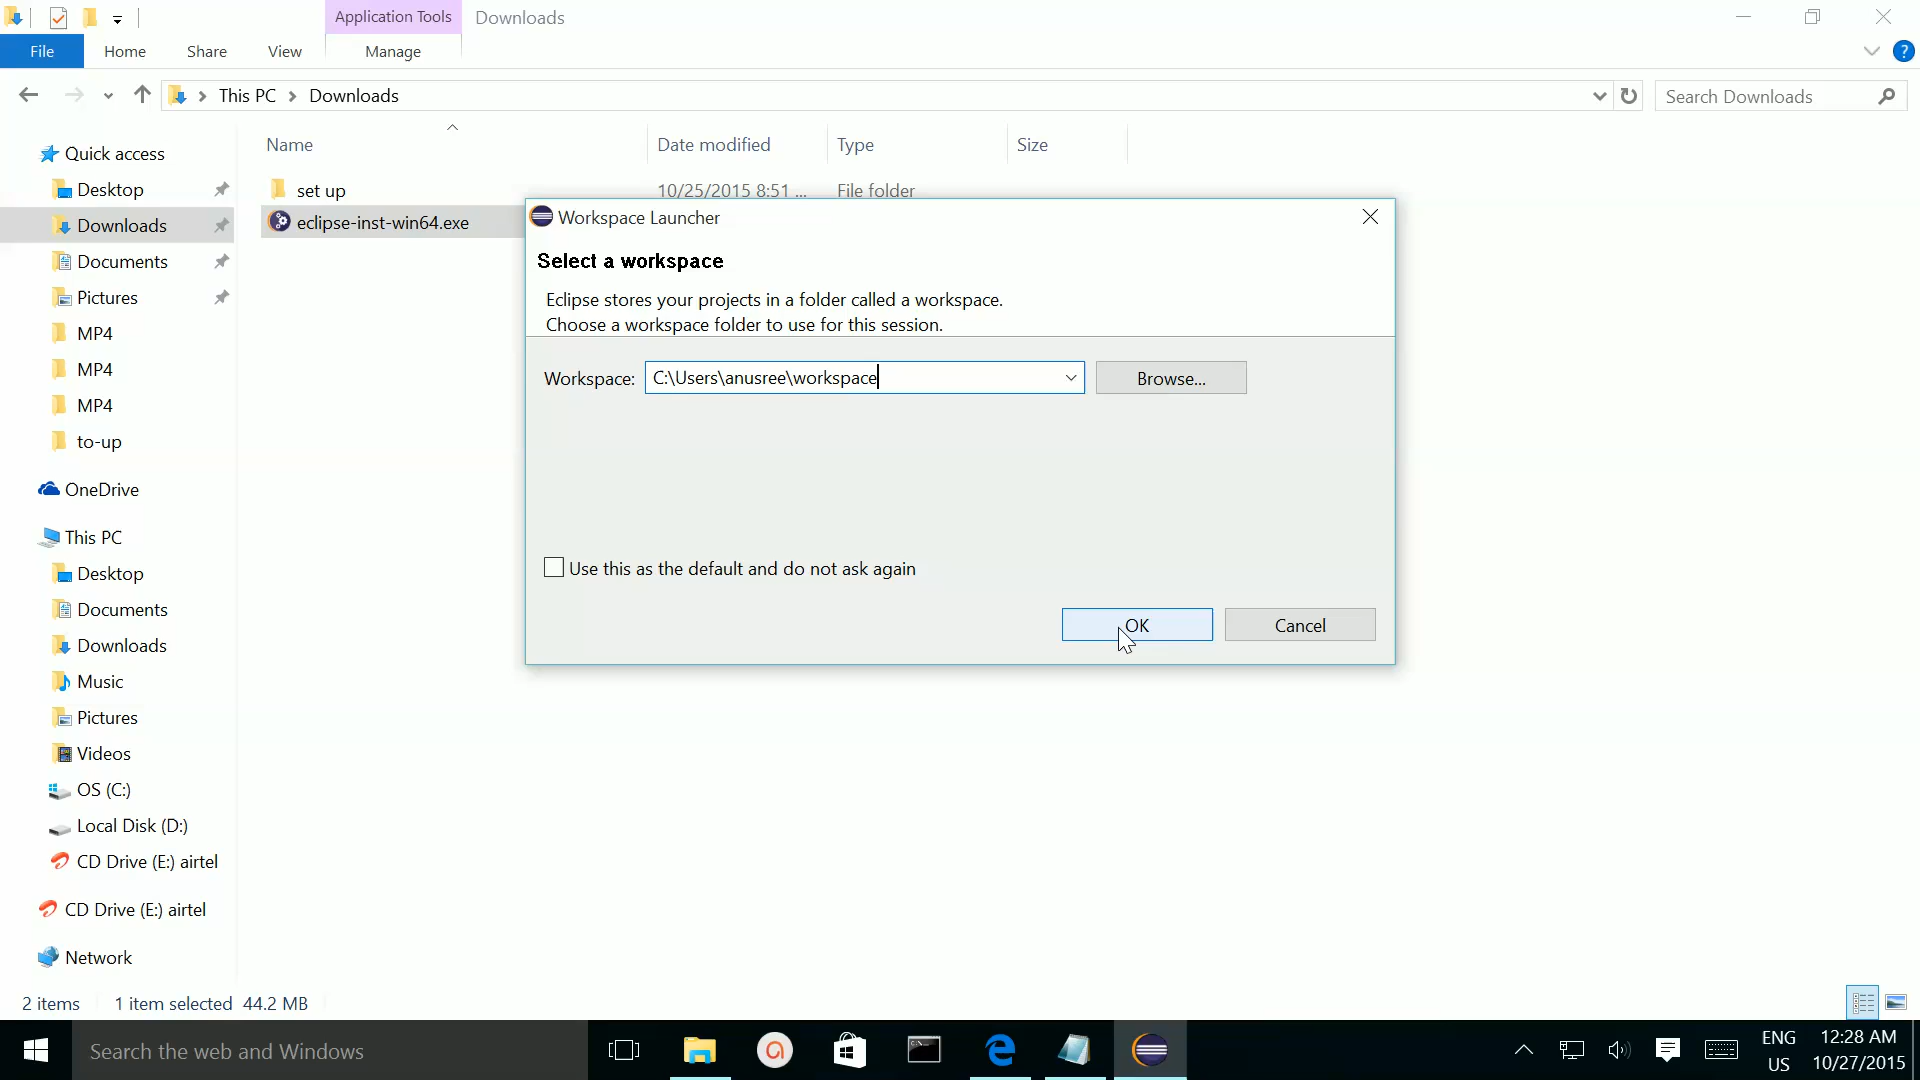 Application Tools
Downloads
File
Home
Share
View
Manage
?
This PC
Downloads
Search Downloads
Name
Date modified
Type
Size
Quick access
Desktop
Downloads
Documents
Pictures
MP4
MP4
MP4
to-up
OneDrive
This PC
Desktop
Documents
Downloads
Music
Pictures
Videos
OS (C:)
Local Disk (D:)
CD Drive (E:) airtel
CD Drive (E:) airtel
Network
set up
10/25/2015 8:51 ...
File folder
eclipse-inst-win64.exe
Workspace Launcher
Select a workspace
Eclipse stores your projects in a folder called a workspace.
Choose a workspace folder to use for this session.
Workspace:
C:\Users\anusree\workspace
Browse...
Use this as the default and do not ask again
OK
Cancel
2 items
1 item selected 44.2 MB
Search the web and Windows
ENG
US
12:28 AM
10/27/2015